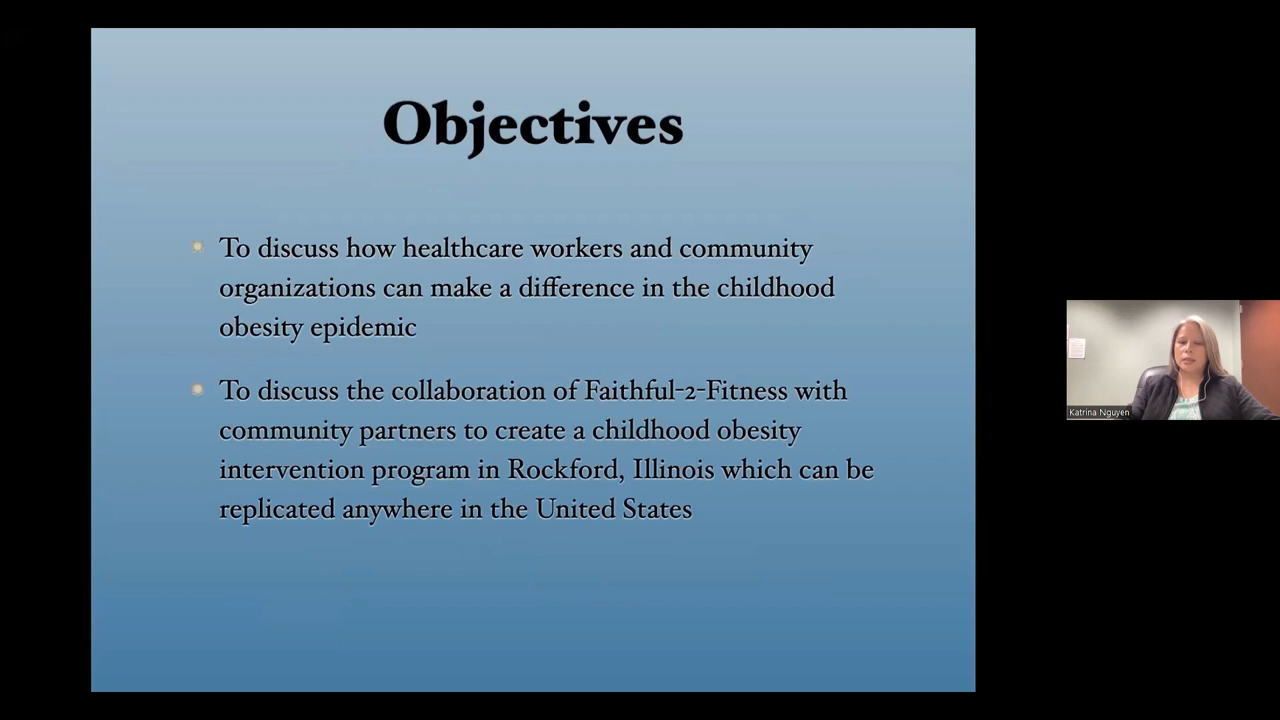 Objectives
To discuss how healthcare workers and community
organizations can make a difference in the childhood
obesity epidemic
To discuss the collaboration of Faithful-2-Fitness with
community partners to create a childhood obesity
intervention program in Rockford, Illinois which can be
replicated anywhere in the United States
Katrina Nguyen